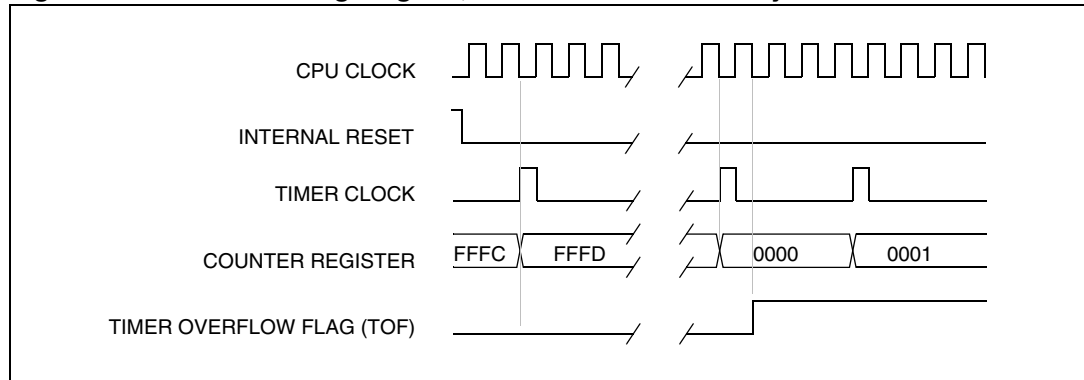 CPU CLOCK
INTERNAL RESET
TIMER CLOCK
COUNTER REGISTER FFFC FFFD 0000 0001
TIMER OVERFLOW FLAG (TOF)